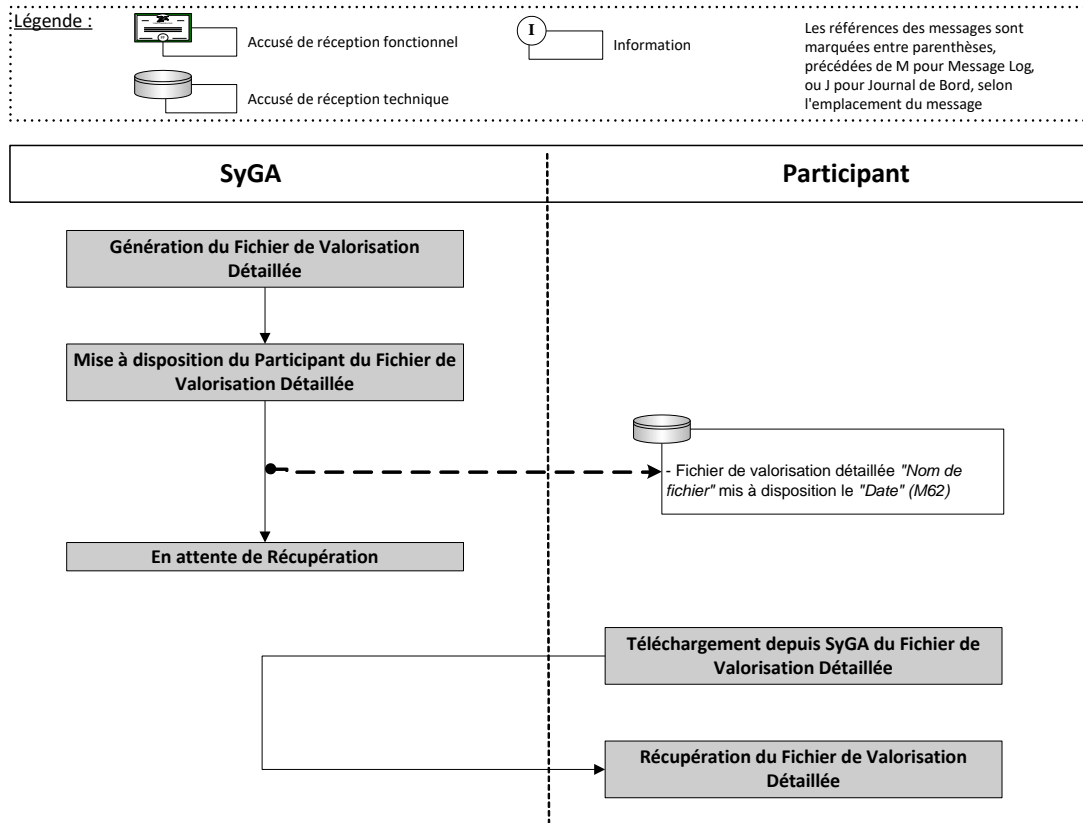 Légende :
Accusé de réception fonctionnel
Accusé de réception technique
I
Information
Les références des messages sont
marquées entre parenthèses,
précédées de M pour Message Log,
ou J pour Journal de Bord, selon
l'emplacement du message
SyGA
Participant
Génération du Fichier de Valorisation
Détaillée
Mise à disposition du Participant du Fichier de
Valorisation Détaillée
- Fichier de valorisation détaillée "Nom de
fichier" mis à disposition le "Date" (M62)
En attente de Récupération
Téléchargement depuis SyGA du Fichier de
Valorisation Détaillée
Récupération du Fichier de Valorisation
Détaillée